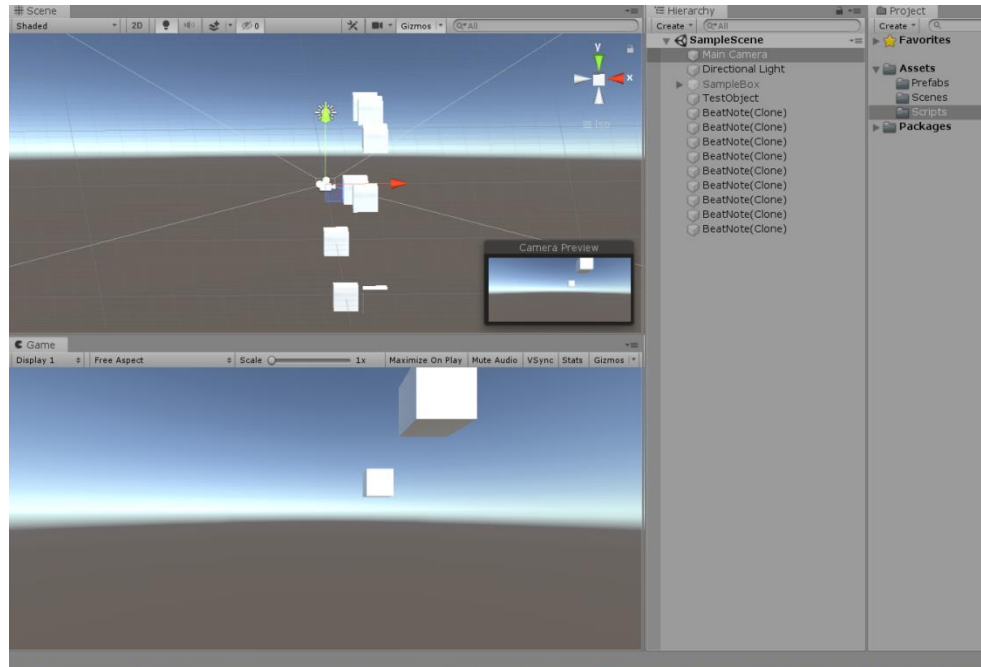 Scene
Shaded 2D 0 Gizmos All
y
x
Iso
Camera Preview
Game
Display 1 Free Aspect Scale 1x Maximize On Play Mute Audio VSync Stats Gizmos
Hierarchy
Create All
SampleScene
Main Camera
Directional Light
SampleBox
TestObject
BeatNote(Clone)
BeatNote(Clone)
BeatNote(Clone)
BeatNote(Clone)
BeatNote(Clone)
BeatNote(Clone)
BeatNote(Clone)
BeatNote(Clone)
BeatNote(Clone)
Project
Create
Favorites
Assets
Prefabs
Scenes
Scripts
Packages